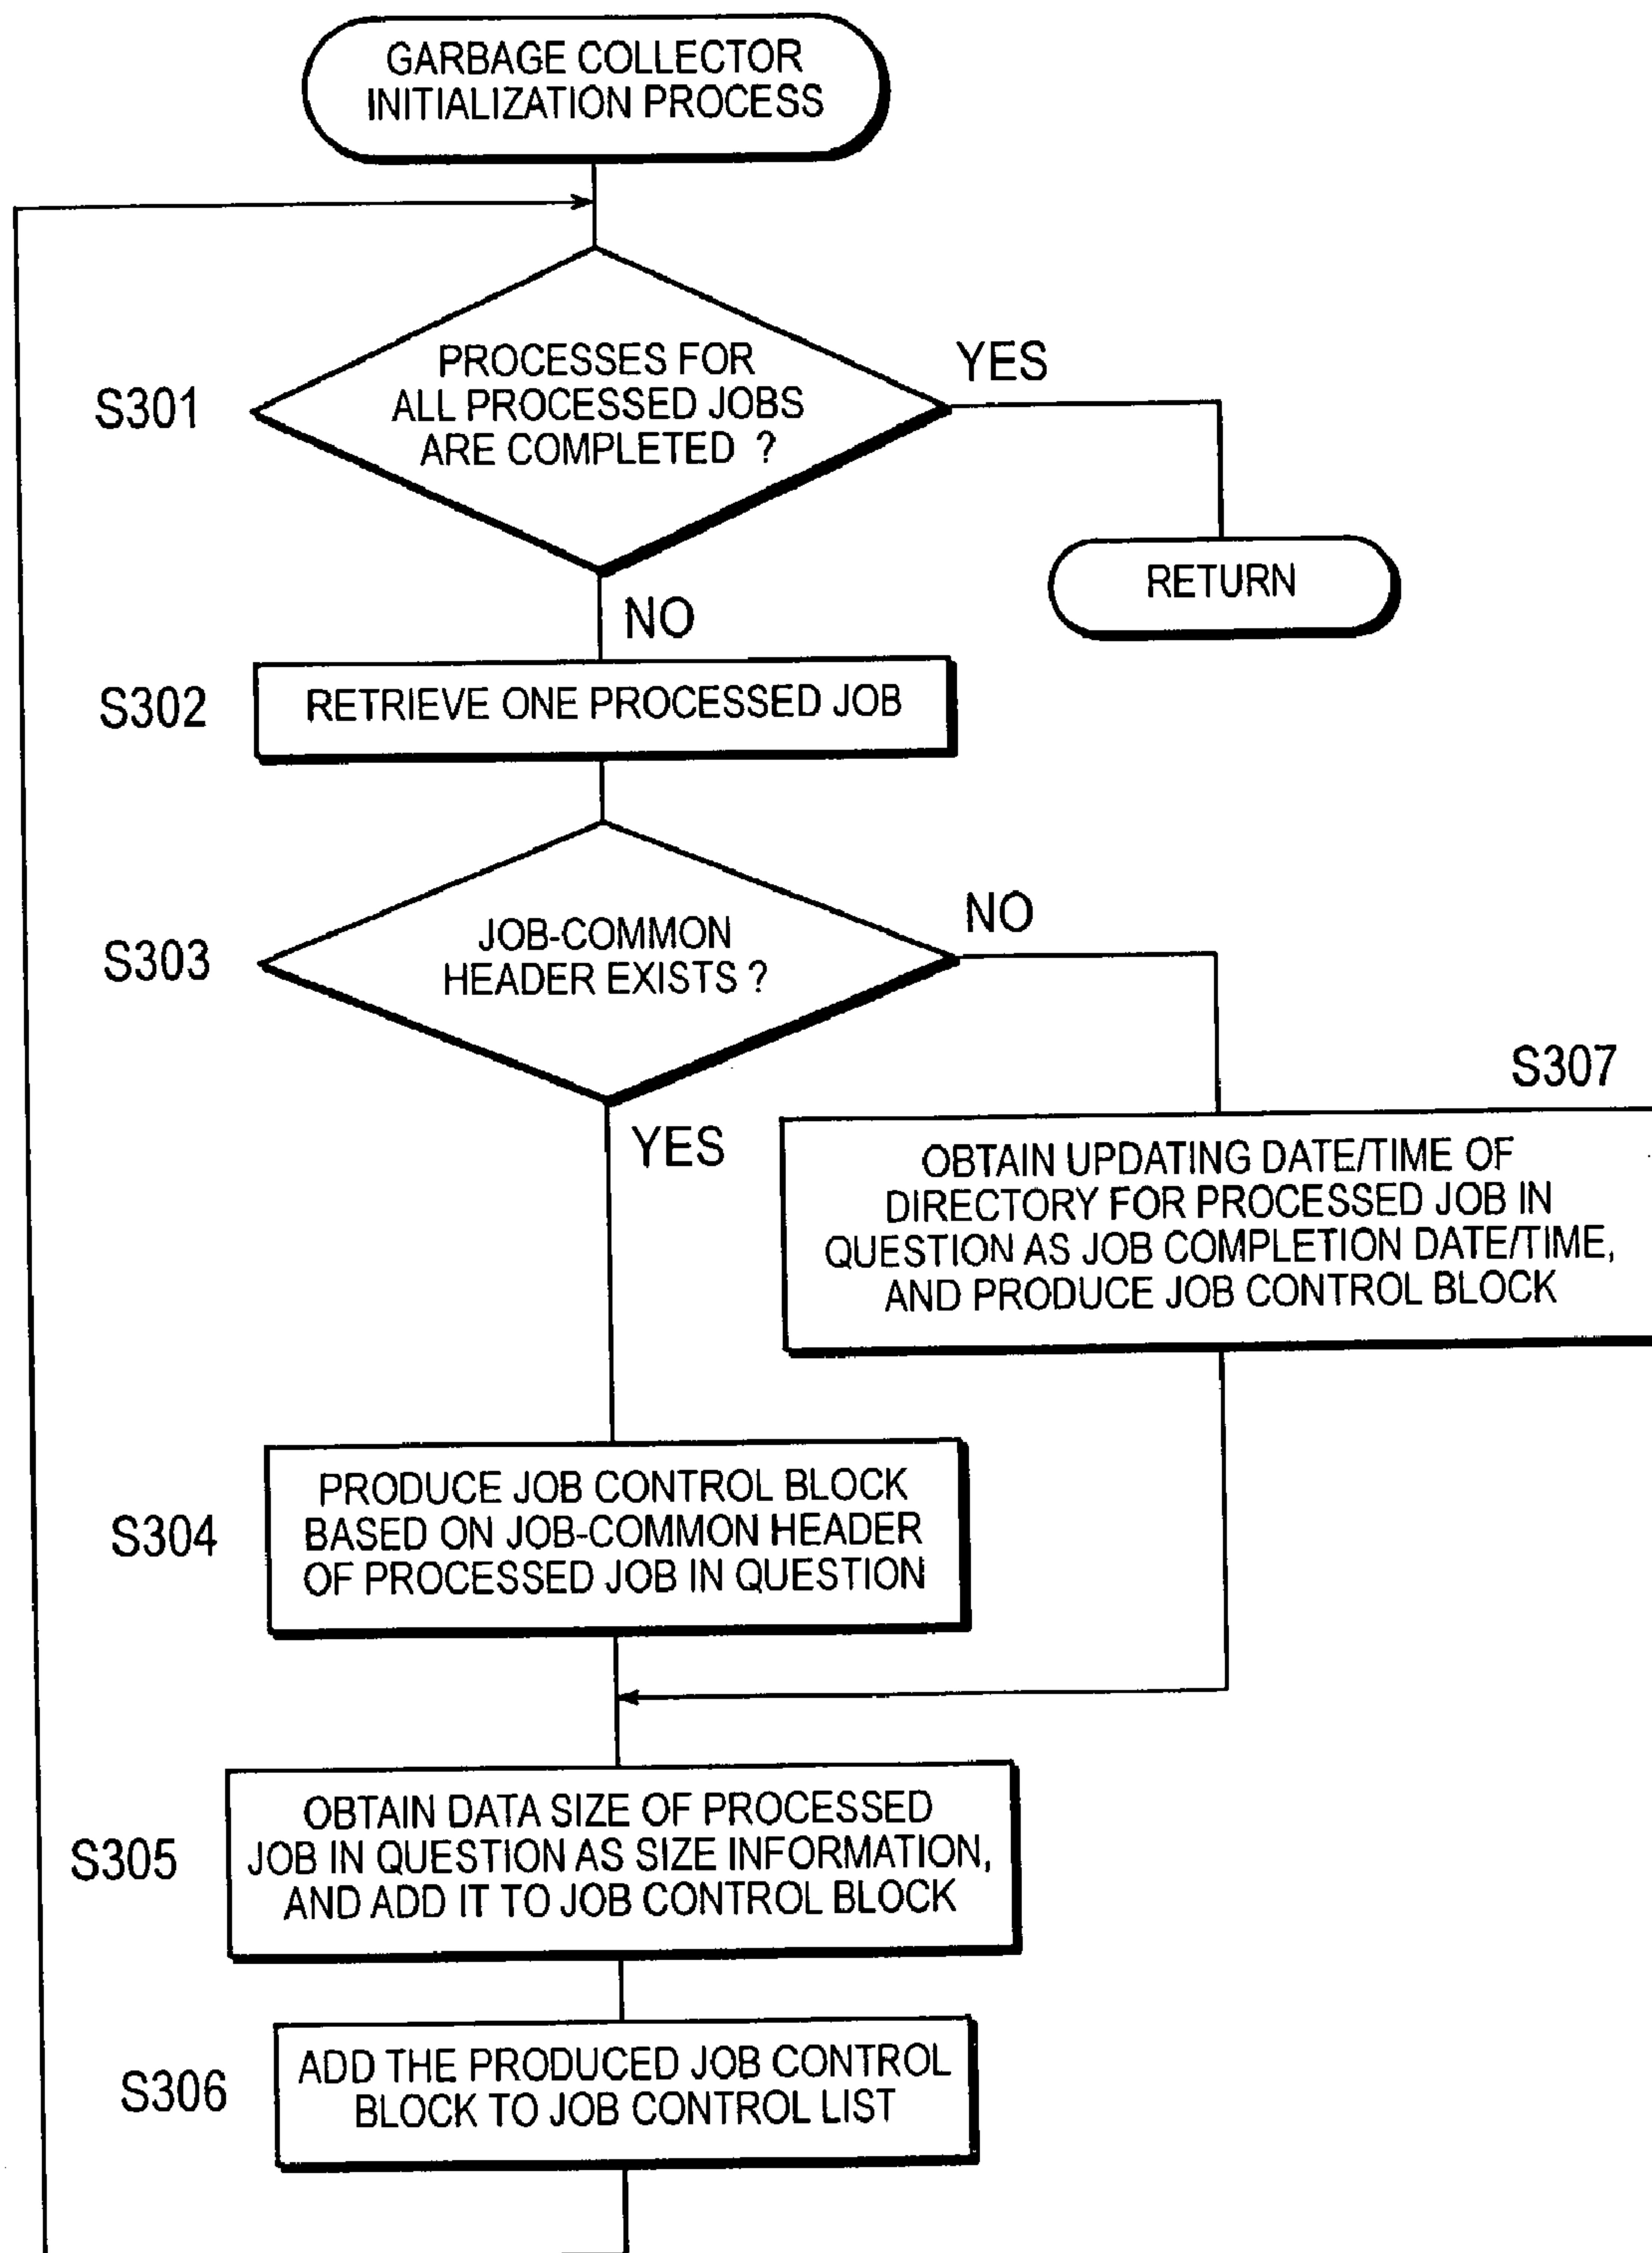 GARBAGE COLLECTOR
INITIALIZATION PROCESS
S301
PROCESSES FOR
ALL PROCESSED JOBS
ARE COMPLETED ?
YES
RETURN
NO
S302
RETRIEVE ONE PROCESSED JOB
S303
JOB-COMMON
HEADER EXISTS ?
NO
YES
S307
OBTAIN UPDATING DATE/TIME OF
DIRECTORY FOR PROCESSED JOB IN
QUESTION AS JOB COMPLETION DATE/TIME,
AND PRODUCE JOB CONTROL BLOCK
S304
PRODUCE JOB CONTROL BLOCK
BASED ON JOB-COMMON HEADER
OF PROCESSED JOB IN QUESTION
S305
OBTAIN DATA SIZE OF PROCESSED
JOB IN QUESTION AS SIZE INFORMATION,
AND ADD IT TO JOB CONTROL BLOCK
S306
ADD THE PRODUCED JOB CONTROL
BLOCK TO JOB CONTROL LIST